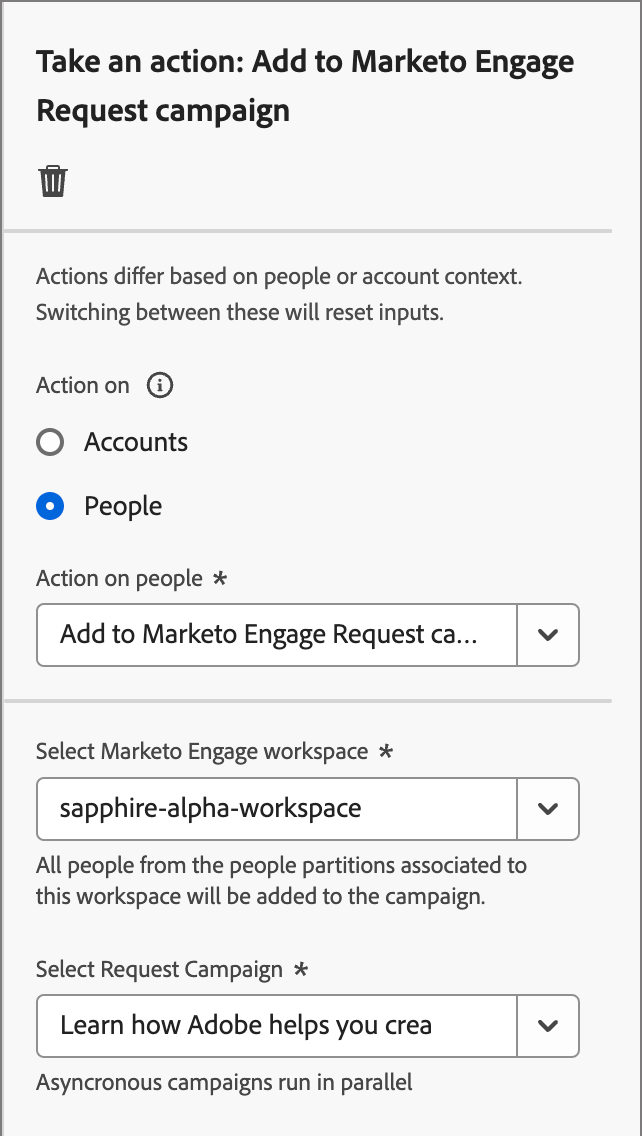 Take an action: Add to Marketo Engage
Request campaign
Actions differ based on people or account context.
Switching between these will reset inputs.
Action on
Accounts
People
Action on people *
Add to Marketo Engage Request ca...
Select Marketo Engage workspace *
sapphire-alpha-workspace
All people from the people partitions associated to
this workspace will be added to the campaign.
Select Request Campaign *
Learn how Adobe helps you crea
Asyncronous campaigns run in parallel